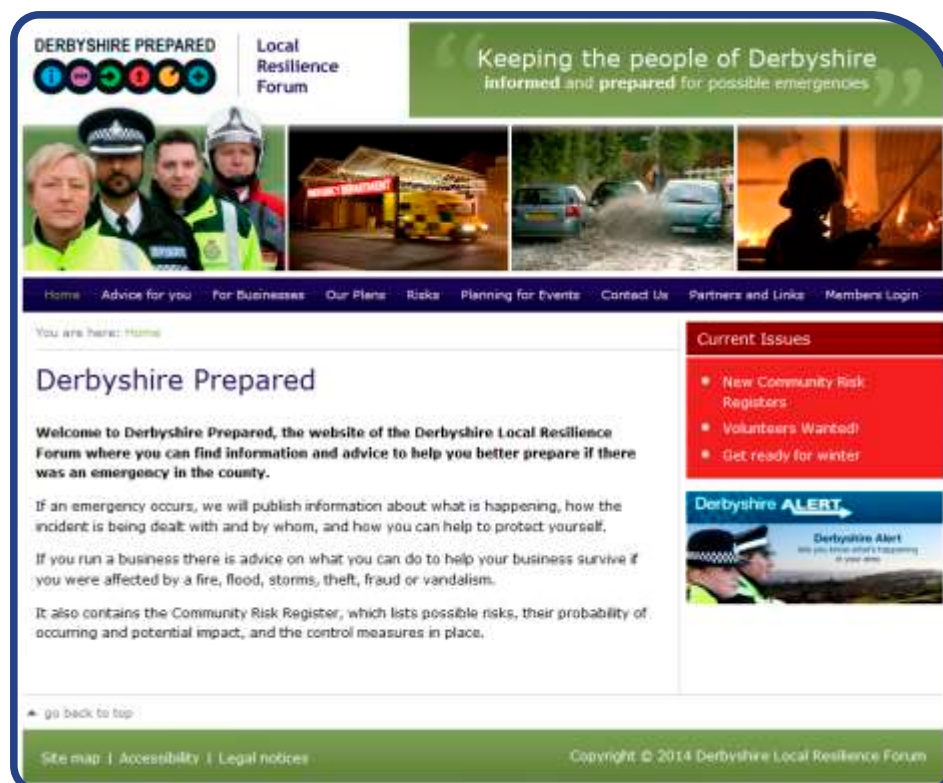 DERBYSHIRE PREPARED
Local
Resilience
Forum
Keeping the people of Derbyshire
informed and prepared for possible emergencies
EMERGENCY DEPARTMENT
Home Advice for you For Businesses Our Plans Risks Planning for Events Contact Us Partners and Links Members Login
You are here: Home
Derbyshire Prepared
Welcome to Derbyshire Prepared, the website of the Derbyshire Local Resilience
Forum where you can find information and advice to help you better prepare if there
was an emergency in the county.
If an emergency occurs, we will publish information about what is happening, how the
incident is being dealt with and by whom, and how you can help to protect yourself.
If you run a business there is advice on what you can do to help your business survive if
you were affected by a fire, flood, storms, theft, fraud or vandalism.
It also contains the Community Risk Register, which lists possible risks, their probability of
occurring and potential impact, and the control measures in place.
Current Issues
New Community Risk
Registers
Volunteers Wanted!
Get ready for winter
Derbyshire ALERT
Derbyshire Alert
you know what's happening
in your area
go back to top
Site map | Accessibility | Legal notices
Copyright © 2014 Derbyshire Local Resilience Forum